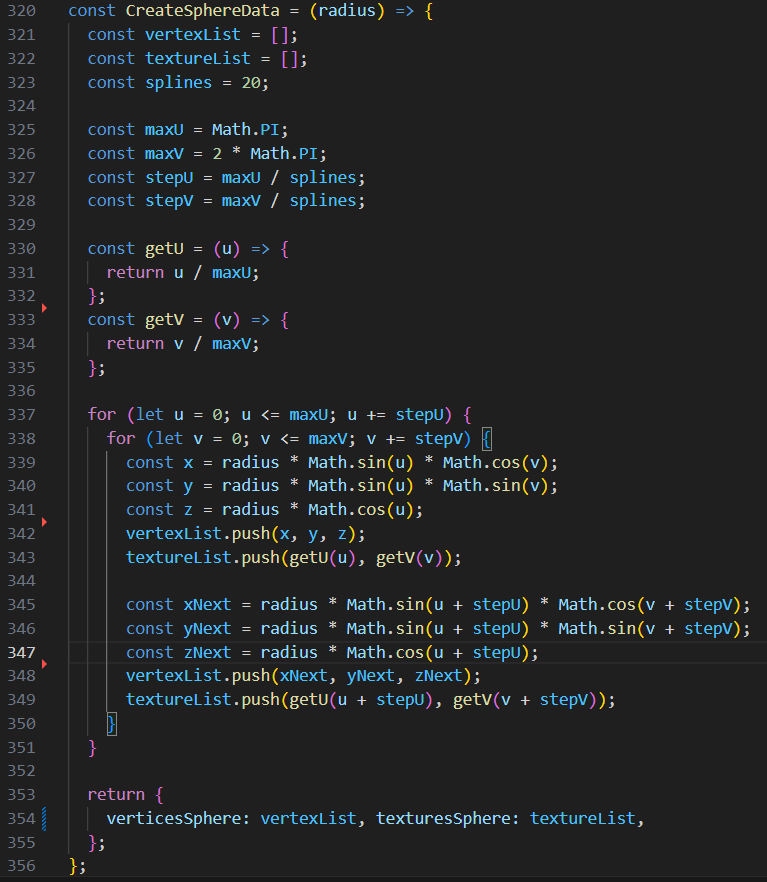 320 const CreateSphereData = (radius) => {
321 const vertexList = [];
322 const textureList = [];
323 const splines = 20;
324
325 const maxU = Math.PI;
326 const maxV = 2 * Math.PI;
327 const stepU = maxU / splines;
328 const stepV = maxV / splines;
329
330 const getU = (u) => {
331 return u / maxU;
332 };
333 const getV = (v) => {
334 return v / maxV;
335 };
336
337 for (let u = 0; u <= maxU; u += stepU) {
338 for (let v = 0; v <= maxV; v += stepV) {
339 const x = radius * Math.sin(u) * Math.cos(v);
340 const y = radius * Math.sin(u) * Math.sin(v);
341 const z = radius * Math.cos(u);
342 vertexList.push(x, y, z);
343 textureList.push(getU(u), getV(v));
344
345 const xNext = radius * Math.sin(u + stepU) * Math.cos(v + stepV);
346 const yNext = radius * Math.sin(u + stepU) * Math.sin(v + stepV);
347 const zNext = radius * Math.cos(u + stepU);
348 vertexList.push(xNext, yNext, zNext);
349 textureList.push(getU(u + stepU), getV(v + stepV));
350 }
351 }
352
353 return {
354 verticesSphere: vertexList, texturesSphere: textureList,
355 };
356 };